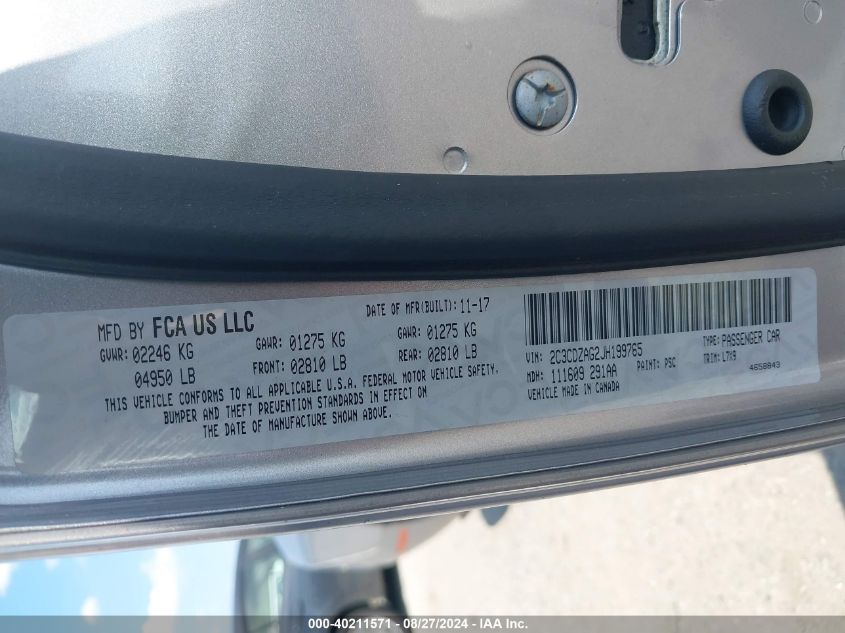 MFD BY FCA US LLC
DATE OF MFR(BUILT): 11-17
GVWR: 02246 KG
04950 LB
GAWR: 01275 KG
FRONT: 02810 LB
GAWR: 01275 KG
REAR: 02810 LB
THIS VEHICLE CONFORMS TO ALL APPLICABLE U.S.A. FEDERAL MOTOR VEHICLE SAFETY,
BUMPER AND THEFT PREVENTION STANDARDS IN EFFECT ON
THE DATE OF MANUFACTURE SHOWN ABOVE.
VIN: 2C3CDZAG2JH199765
TYPE: PASSENGER CAR
MDH: 111609 291AA
PAINT: PSC
TRIM: L7X9
VEHICLE MADE IN CANADA
4658843
000-40211571 - 08/27/2024 - IAA Inc.